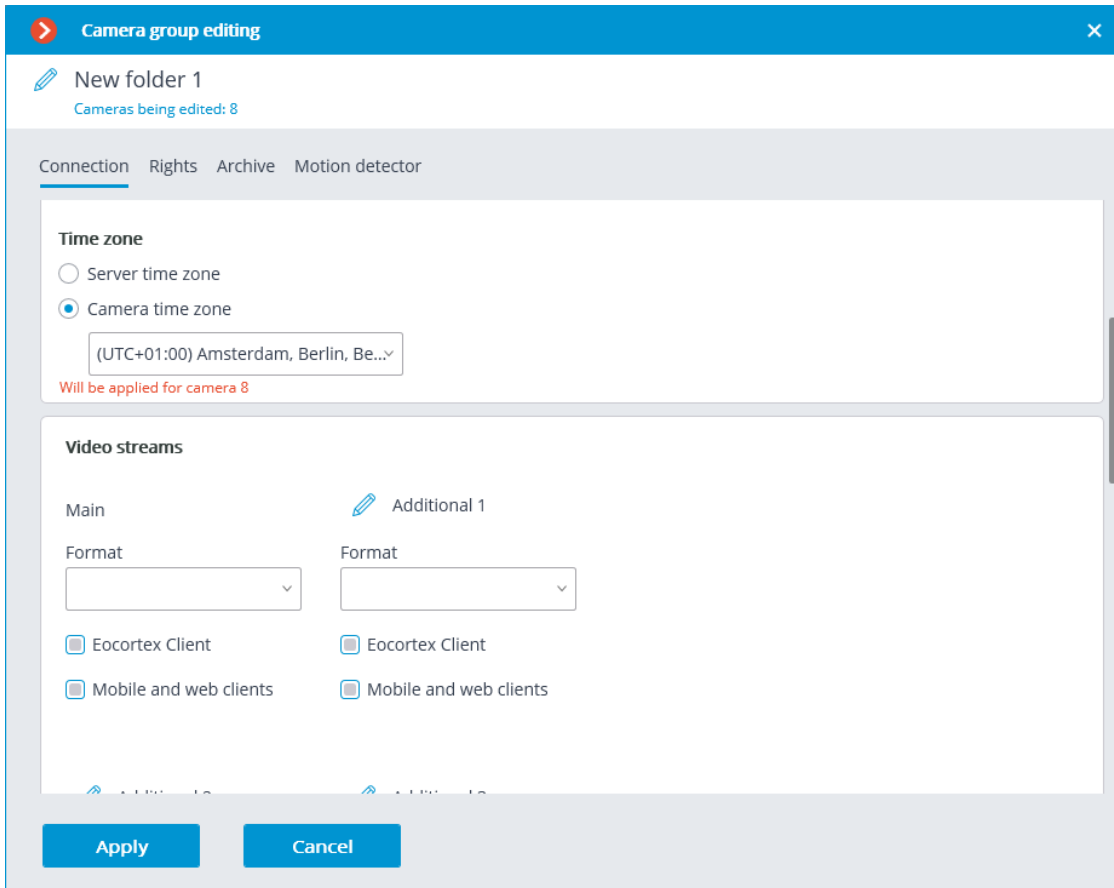 Camera group editing
New folder 1
Cameras being edited: 8
Connection Rights Archive Motion detector
Time zone
Server time zone
Camera time zone
(UTC+01:00) Amsterdam, Berlin, Be...
Will be applied for camera 8
Video streams
Main Additional 1
Format Format
Eocortex Client Eocortex Client
Mobile and web clients Mobile and web clients
Apply Cancel